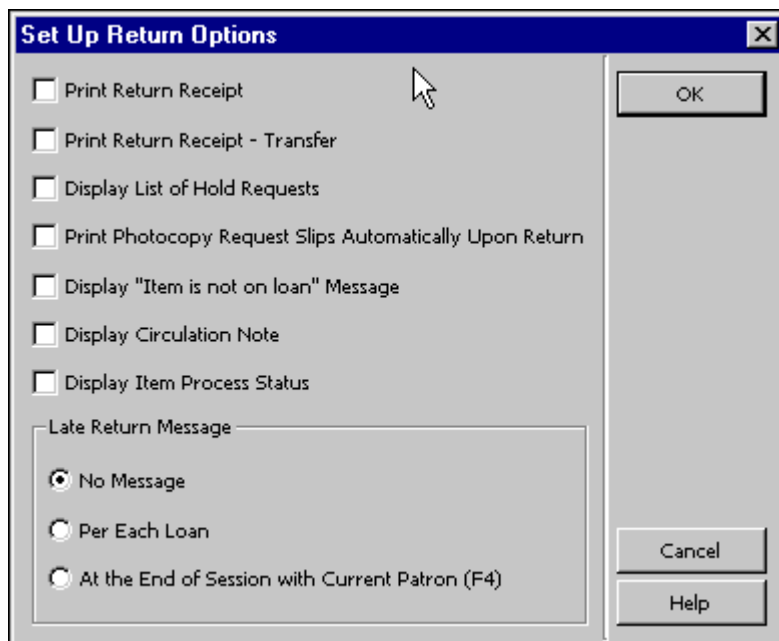 Set Up Return Options
Print Return Receipt
OK
Print Return Receipt - Transfer
Display List of Hold Requests
Print Photocopy Request Slips Automatically Upon Return
Display "Item is not on loan" Message
Display Circulation Note
Display Item Process Status
Late Return Message
No Message
Per Each Loan
At the End of Session with Current Patron (F4)
Cancel
Help